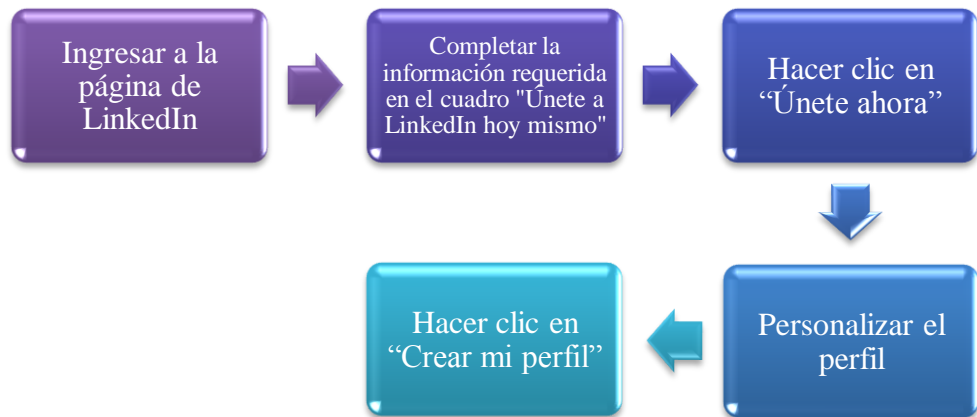 Ingresar a la
página de
LinkedIn
Completar la
información requerida
en el cuadro "Únete a
LinkedIn hoy mismo"
Hacer clic en
“Únete ahora”
Personalizar el
perfil
Hacer clic en
“Crear mi perfil”